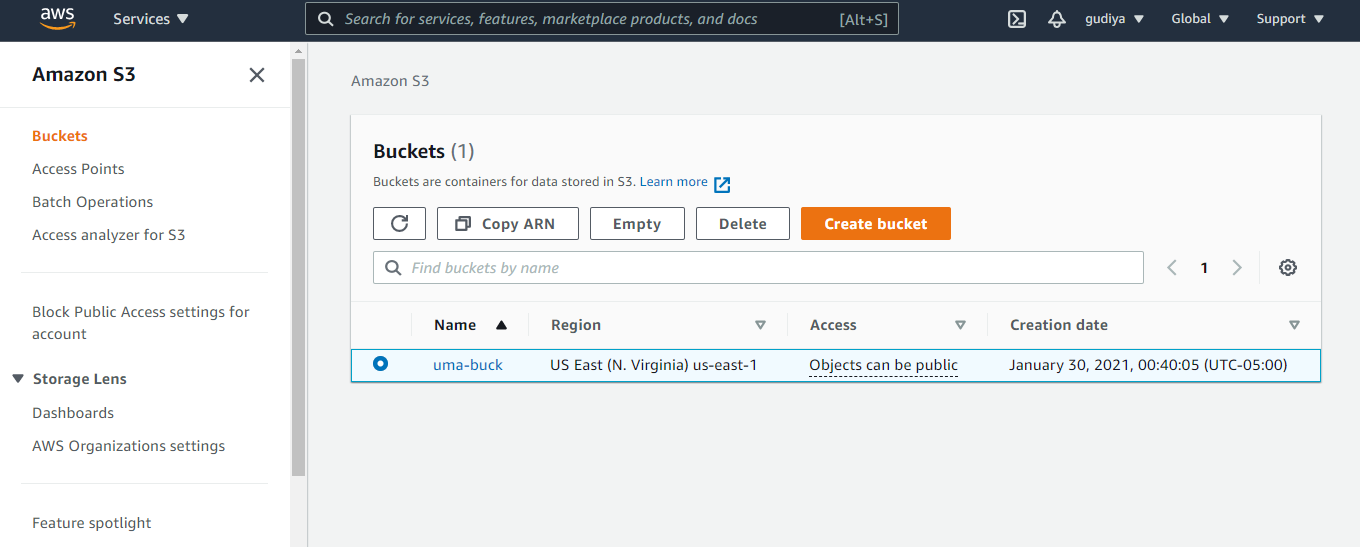 aws
Services
Search for services, features, marketplace products, and docs
[Alt+S]
gudiya
Global
Support
Amazon S3
Buckets
Access Points
Batch Operations
Access analyzer for S3
Block Public Access settings for
account
Storage Lens
Dashboards
AWS Organizations settings
Feature spotlight
Amazon S3
Buckets (1)
Buckets are containers for data stored in S3. Learn more
Copy ARN
Empty
Delete
Create bucket
Find buckets by name
1
Name
Region
Access
Creation date
uma-buck
US East (N. Virginia) us-east-1
Objects can be public
January 30, 2021, 00:40:05 (UTC-05:00)